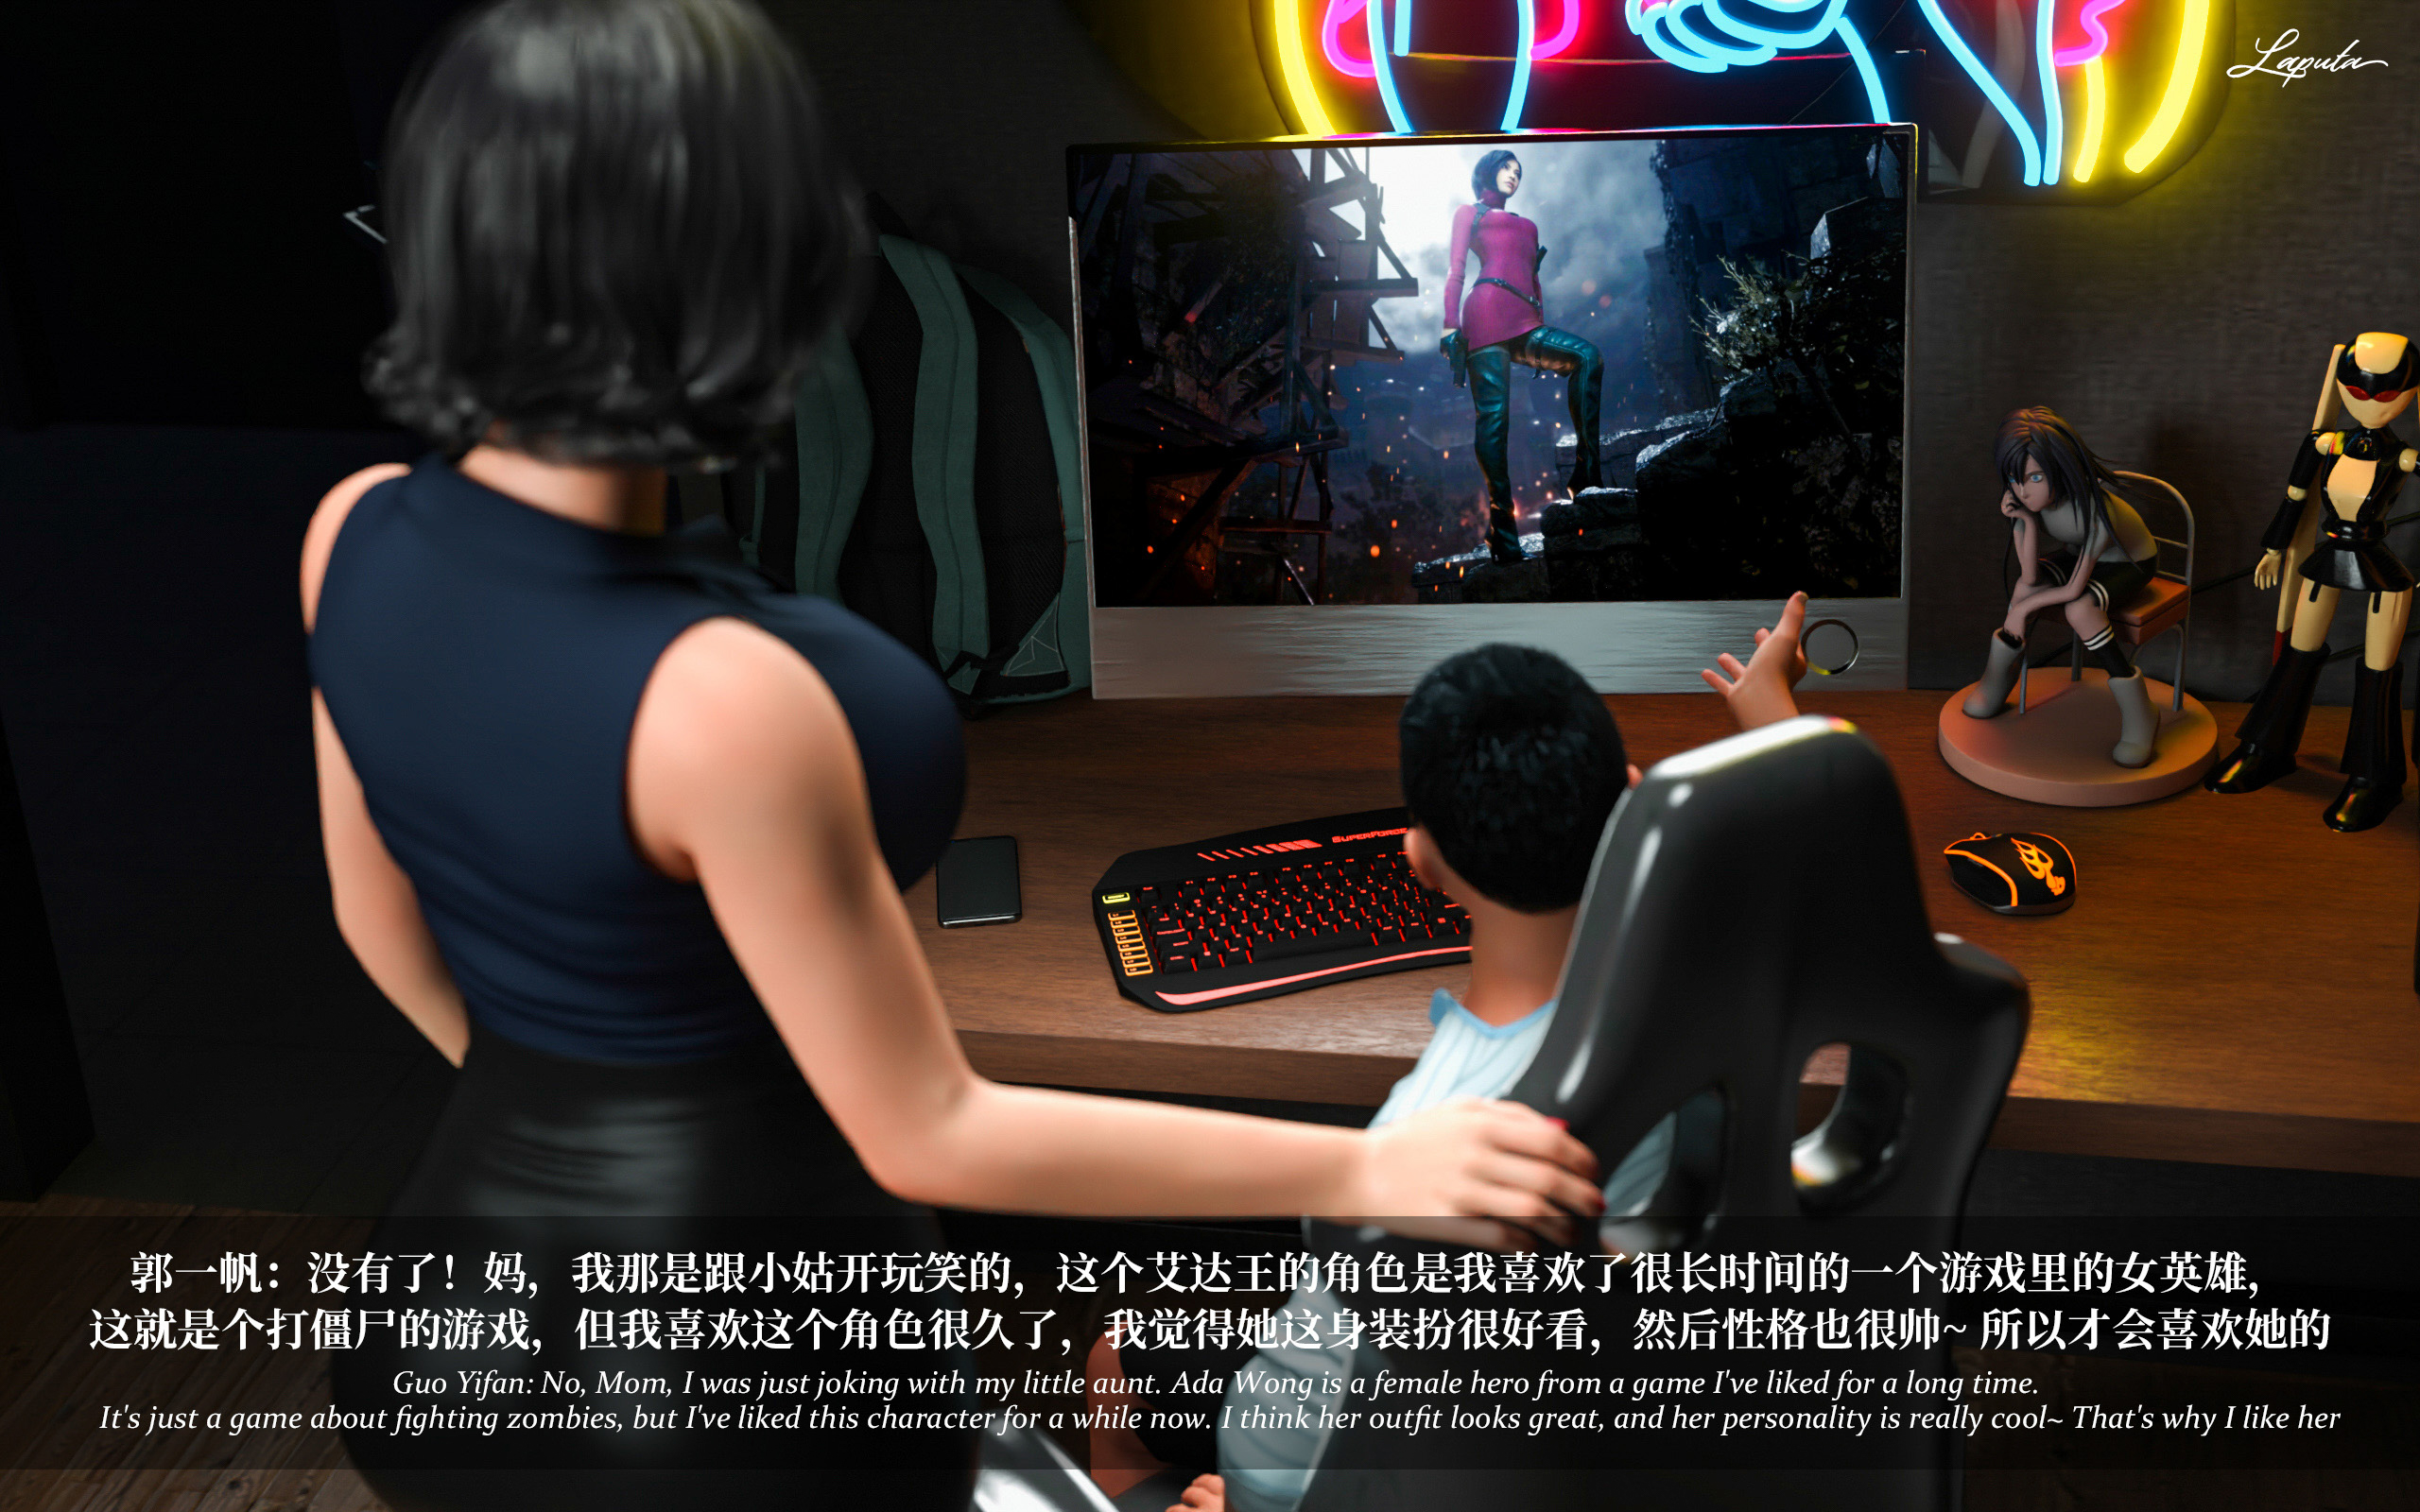 Laputa
SUPERFORCE
郭一帆：没有了！妈，我那是跟小姑开玩笑的，这个艾达王的角色是我喜欢了很长时间的一个游戏里的女英雄，
这就是个打僵尸的游戏，但我喜欢这个角色很久了，我觉得她这身装扮很好看，然后性格也很帅~ 所以才会喜欢她的
Guo Yifan: No, Mom, I was just joking with my little aunt. Ada Wong is a female hero from a game I've liked for a long time.
It's just a game about fighting zombies, but I've liked this character for a while now. I think her outfit looks great, and her personality is really cool~ That's why I like her